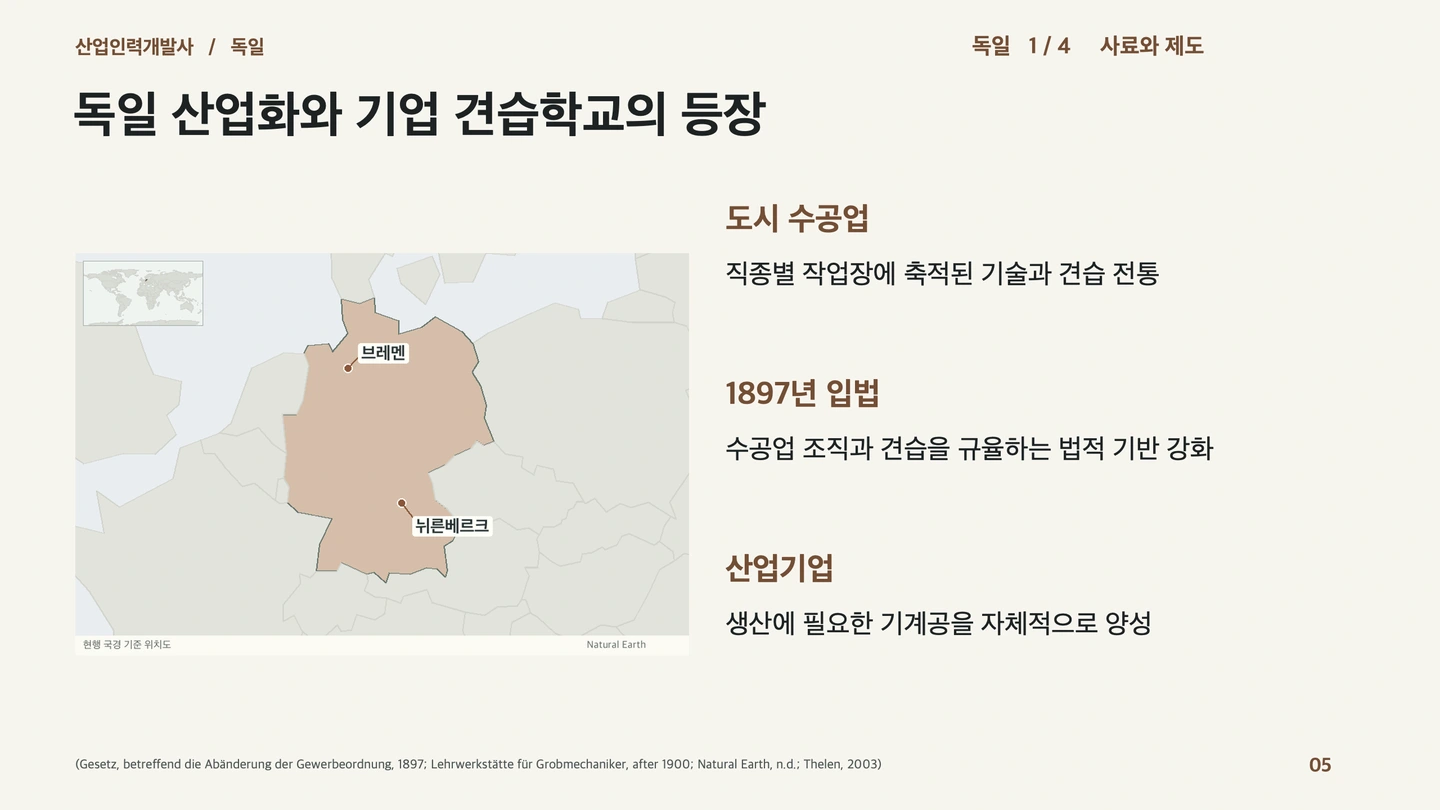 산업인력개발사 / 독일
독일 1 / 4 사료와 제도
독일 산업화와 기업 견습학교의 등장
도시 수공업
직종별 작업장에 축적된 기술과 견습 전통
브레멘
1897년 입법
수공업 조직과 견습을 규율하는 법적 기반 강화
뉘른베르크
산업기업
생산에 필요한 기계공을 자체적으로 양성
현행 국경 기준 위치도
Natural Earth
(Gesetz, betreffend die Abänderung der Gewerbeordnung, 1897; Lehrwerkstätte für Grobmechaniker, after 1900; Natural Earth, n.d.; Thelen, 2003)
05